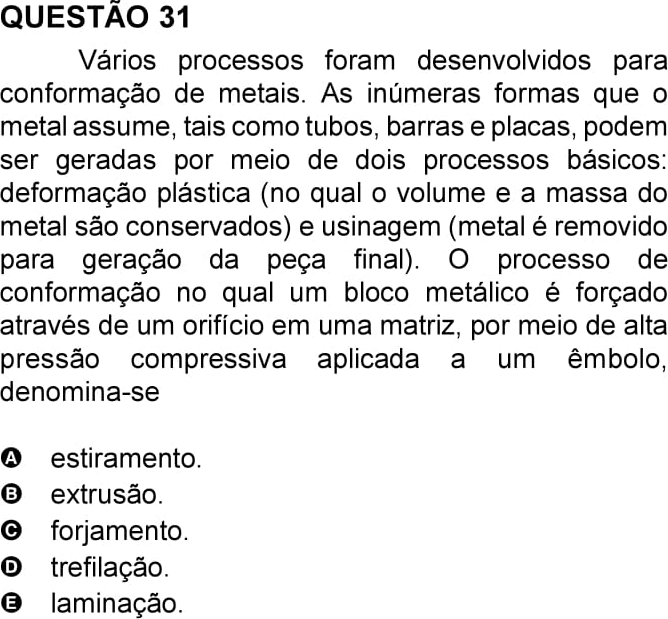 QUESTÃO 31
Vários processos foram desenvolvidos para
conformação de metais. As inúmeras formas que o
metal assume, tais como tubos, barras e placas, podem
ser geradas por meio de dois processos básicos:
deformação plástica (no qual o volume e a massa do
metal são conservados) e usinagem (metal é removido
para geração da peça final). O processo de
conformação no qual um bloco metálico é forçado
através de um orifício em uma matriz, por meio de alta
pressão compressiva aplicada a um êmbolo,
denomina-se
A estiramento.
B extrusão.
C forjamento.
D trefilação.
E laminação.